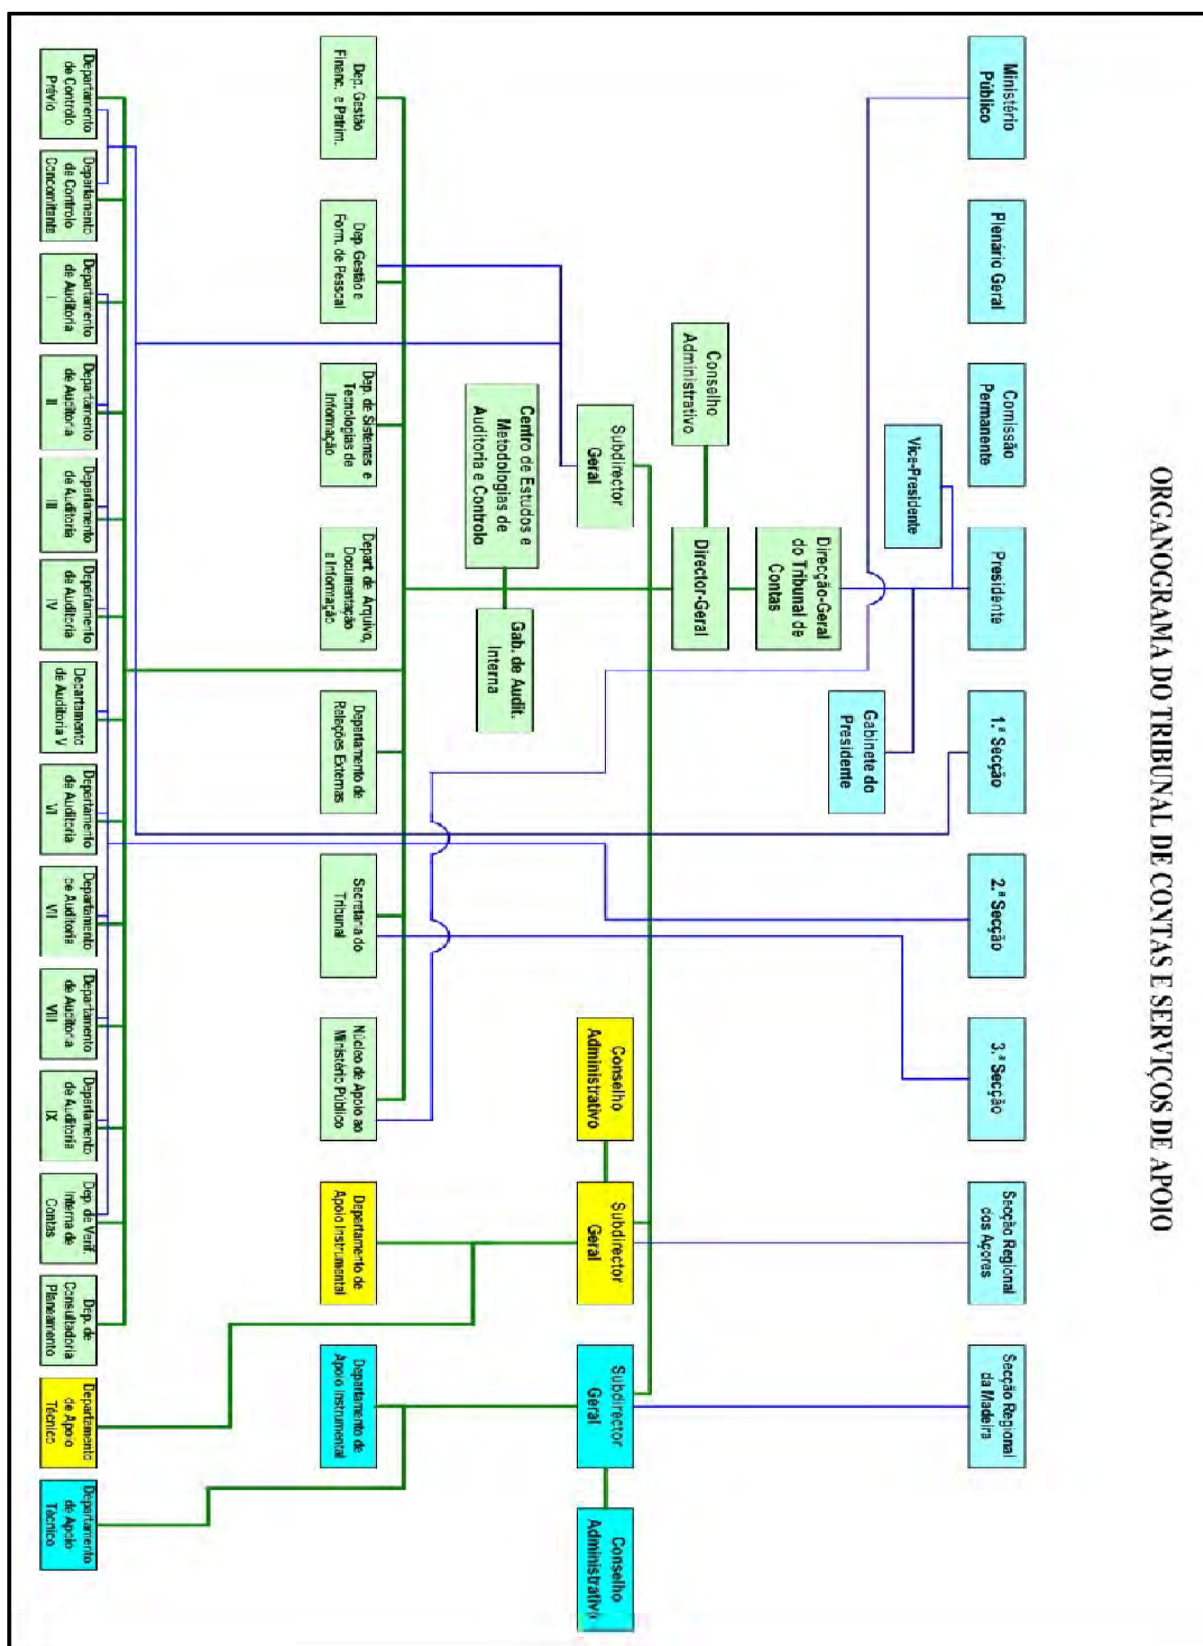 ORGANOGRAMA DO TRIBUNAL DE CONTAS E SERVIÇOS DE APOIO
Ministério
Público
Plenário Geral
Comissão
Permanente
Presidente
1.ª Secção
2.ª Secção
3.ª Secção
Secção Regional
dos Açores
Secção Regional
da Madeira
Vice-Presidente
Gabinete do
Presidente
Direcção-Geral
do Tribunal de
Contas
Conselho
Administrativo
Director-Geral
Subdirector
Geral
Conselho
Administrativo
Subdirector
Geral
Subdirector
Geral
Conselho
Administrativo
Centro de Estudos e
Metodologias de
Auditoria e Controlo
Gab. de Audit.
Interna
Dep. Gestão
Financ. e Patrim.
Dep. Gestão e
Form. de Pessoal
Dep. de Sistemas e
Tecnologias de
Informação
Depart. de Arquivo,
Documentação
e Informação
Departamento de
Relações Externas
Secretaria do
Tribunal
Núcleo de Apoio ao
Ministério Público
Departamento de
Apoio Instrumental
Departamento de
Apoio Instrumental
Departamento
de Controlo
Prévio
Departamento
de Controlo
Concomitante
Departamento
de Auditoria
I
Departamento
de Auditoria
II
Departamento
de Auditoria
III
Departamento
de Auditoria
IV
Departamento
de Auditoria V
Departamento
de Auditoria
VI
Departamento
de Auditoria
VII
Departamento
de Auditoria
VIII
Departamento
de Auditoria
IX
Dep. de Verif.
Interna de
Contas
Dep. de
Consultadoria
Planeamento
Departamento
de Apoio
Técnico
Departamento
de Apoio
Técnico